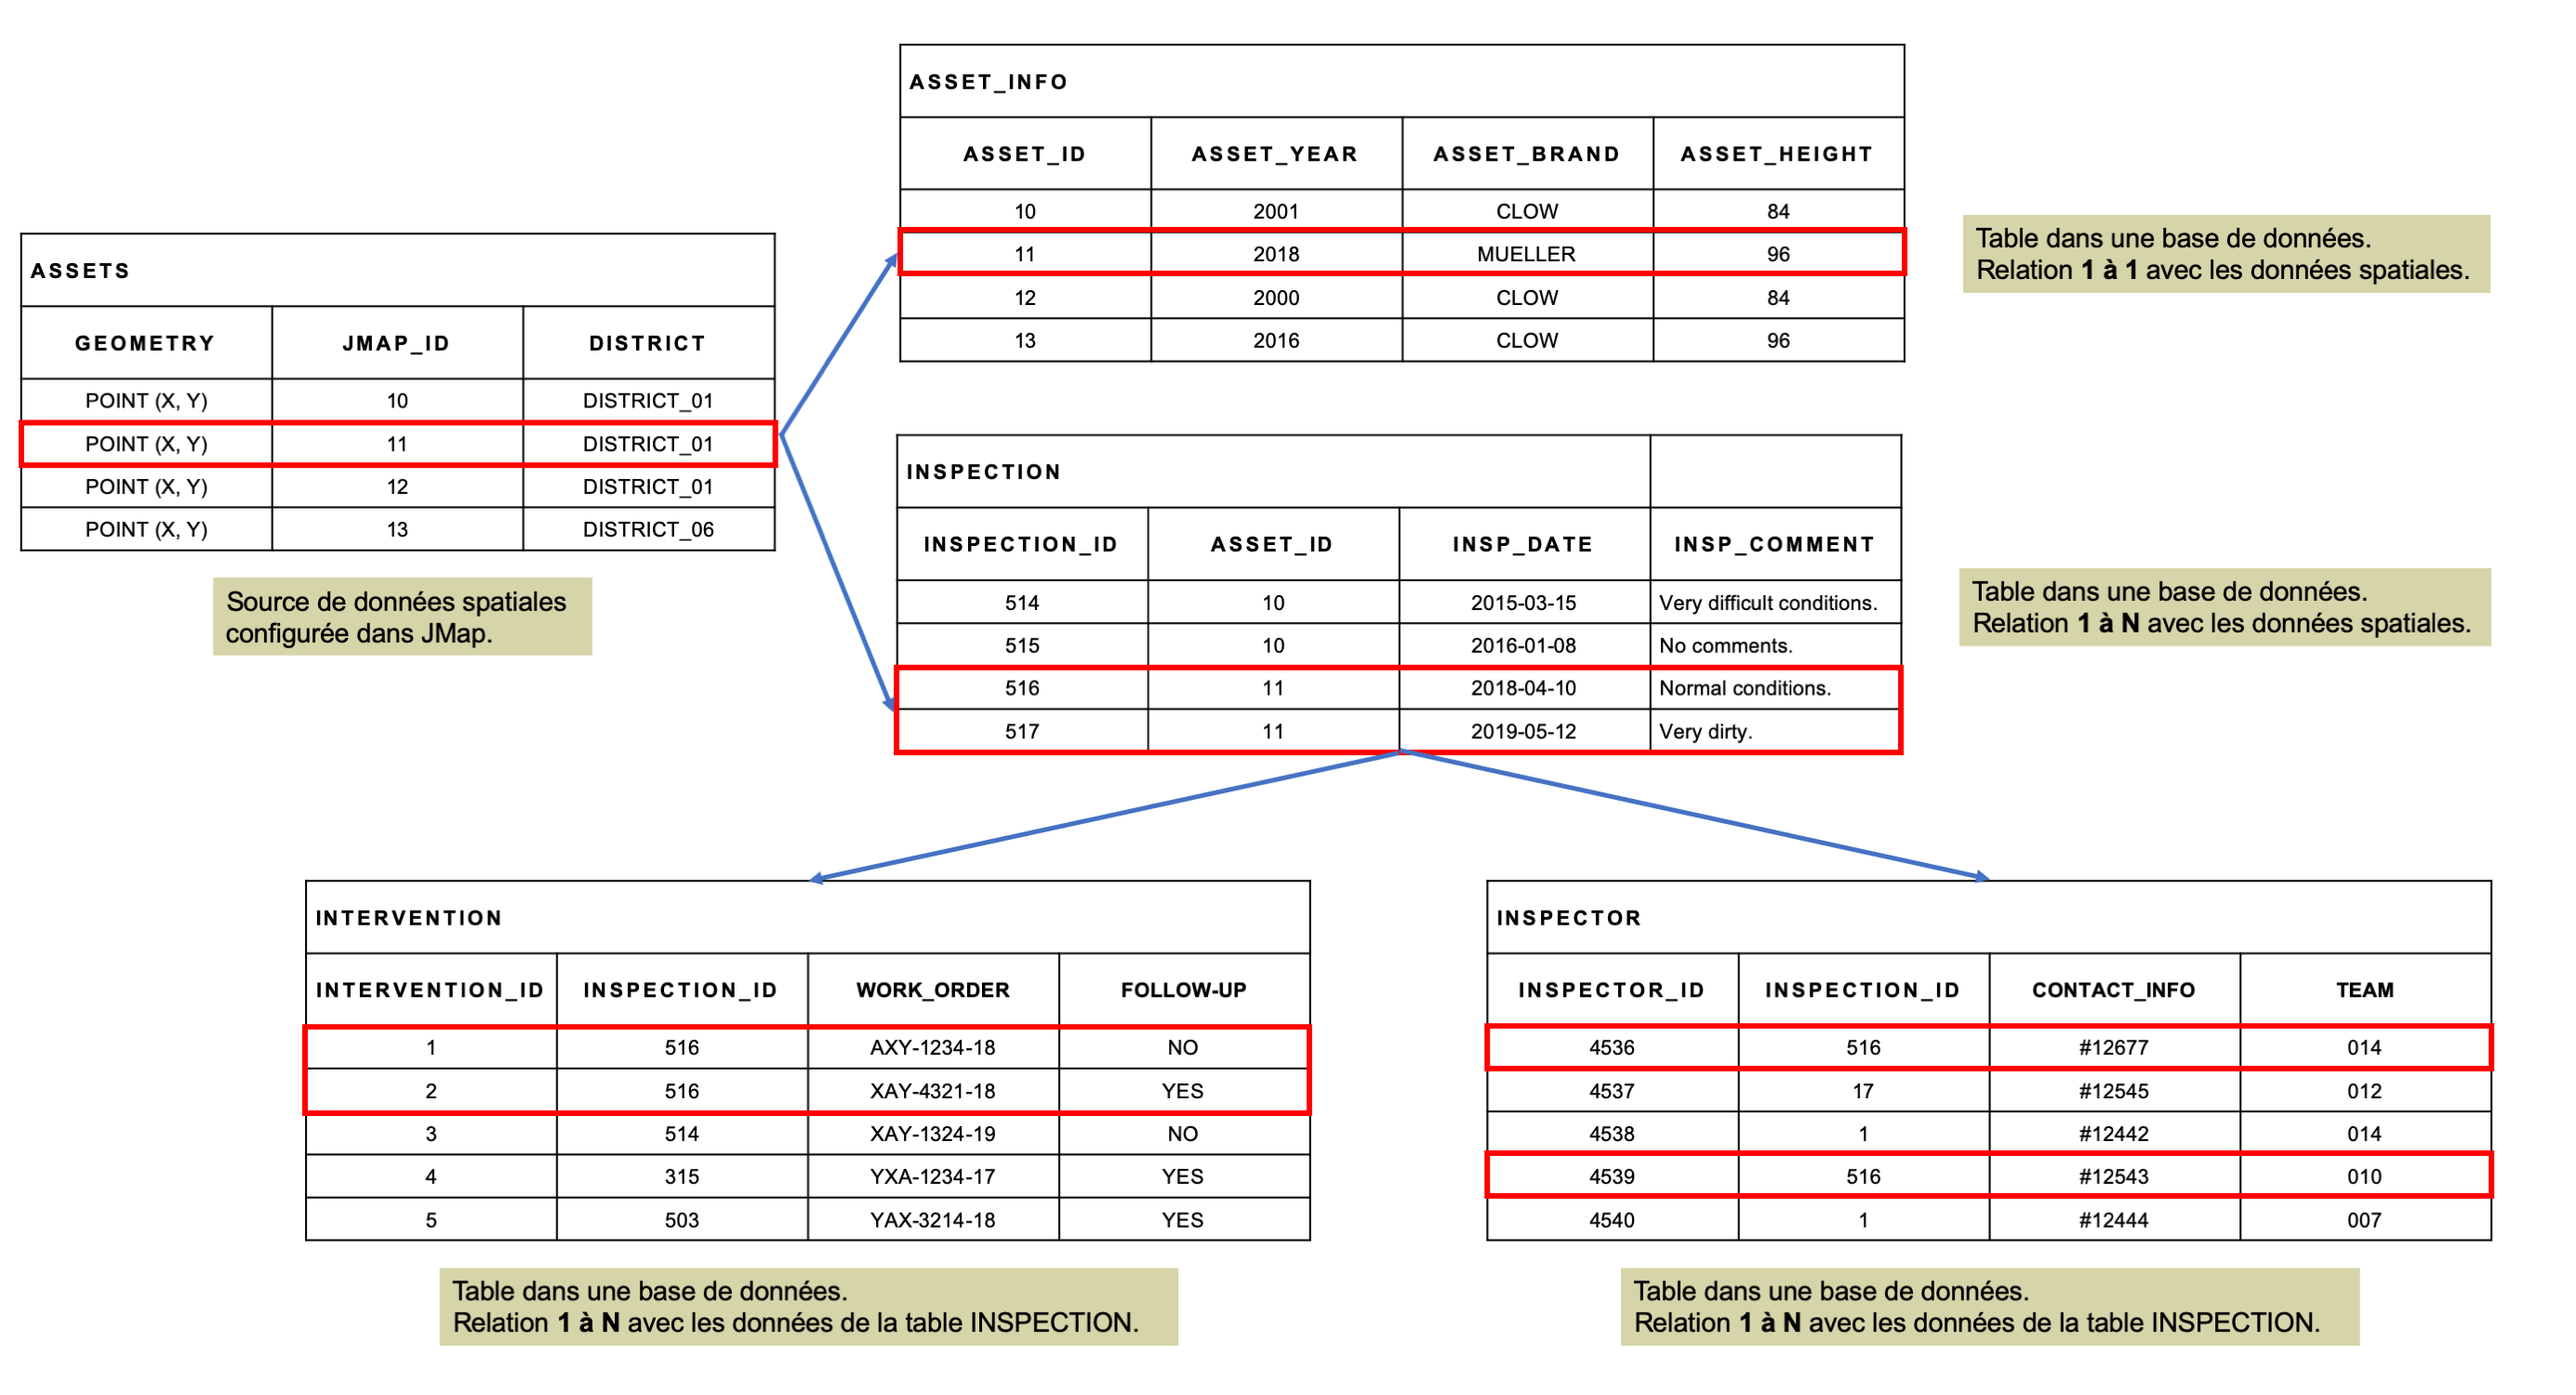 ASSET_INFO
ASSET_ID ASSET_YEAR ASSET_BRAND ASSET_HEIGHT
10 2001 CLOW 84
11 2018 MUELLER 96
12 2000 CLOW 84
13 2016 CLOW 96
Table dans une base de données.
Relation 1 à 1 avec les données spatiales.
ASSETS
GEOMETRY JMAP_ID DISTRICT
POINT (X, Y) 10 DISTRICT_01
POINT (X, Y) 11 DISTRICT_01
POINT (X, Y) 12 DISTRICT_01
POINT (X, Y) 13 DISTRICT_06
Source de données spatiales
configurée dans JMap.
INSPECTION
INSPECTION_ID ASSET_ID INSP_DATE INSP_COMMENT
514 10 2015-03-15 Very difficult conditions.
515 10 2016-01-08 No comments.
516 11 2018-04-10 Normal conditions.
517 11 2019-05-12 Very dirty.
Table dans une base de données.
Relation 1 à N avec les données spatiales.
INTERVENTION
INTERVENTION_ID INSPECTION_ID WORK_ORDER FOLLOW-UP
1 516 AXY-1234-18 NO
2 516 XAY-4321-18 YES
3 514 XAY-1324-19 NO
4 315 YXA-1234-17 YES
5 503 YAX-3214-18 YES
Table dans une base de données.
Relation 1 à N avec les données de la table INSPECTION.
INSPECTOR
INSPECTOR_ID INSPECTION_ID CONTACT_INFO TEAM
4536 516 #12677 014
4537 17 #12545 012
4538 1 #12442 014
4539 516 #12543 010
4540 1 #12444 007
Table dans une base de données.
Relation 1 à N avec les données de la table INSPECTION.